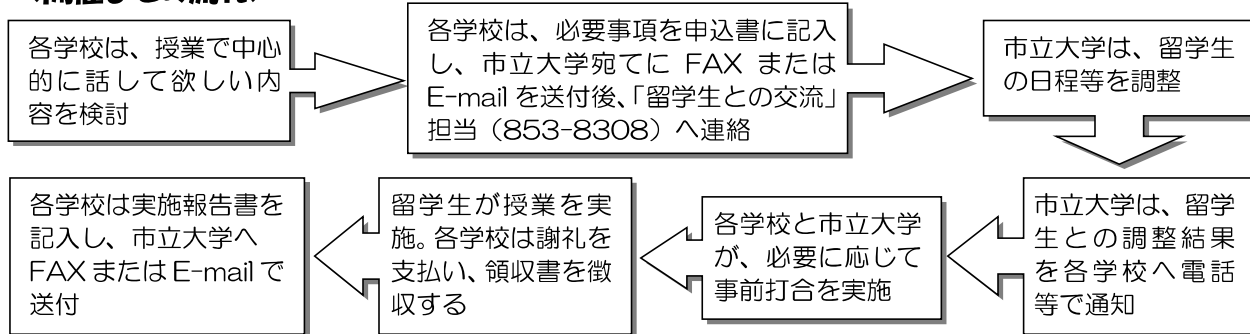 各学校は、授業で中心
的に話して欲しい内
容を検討
各学校は、必要事項を申込書に記入
し、市立大学宛てに FAX または
E-mail を送付後、「留学生との交流」
担当（853-8308）へ連絡
市立大学は、留学生
の日程等を調整
市立大学は、留学
生との調整結果
を各学校へ電話
等で通知
各学校と市立大学
が、必要に応じて
事前打合を実施
留学生が授業を実
施。各学校は謝礼を
支払い、領収書を徴
収する
各学校は実施報告書を
記入し、市立大学へ
FAX または E-mail で
送付